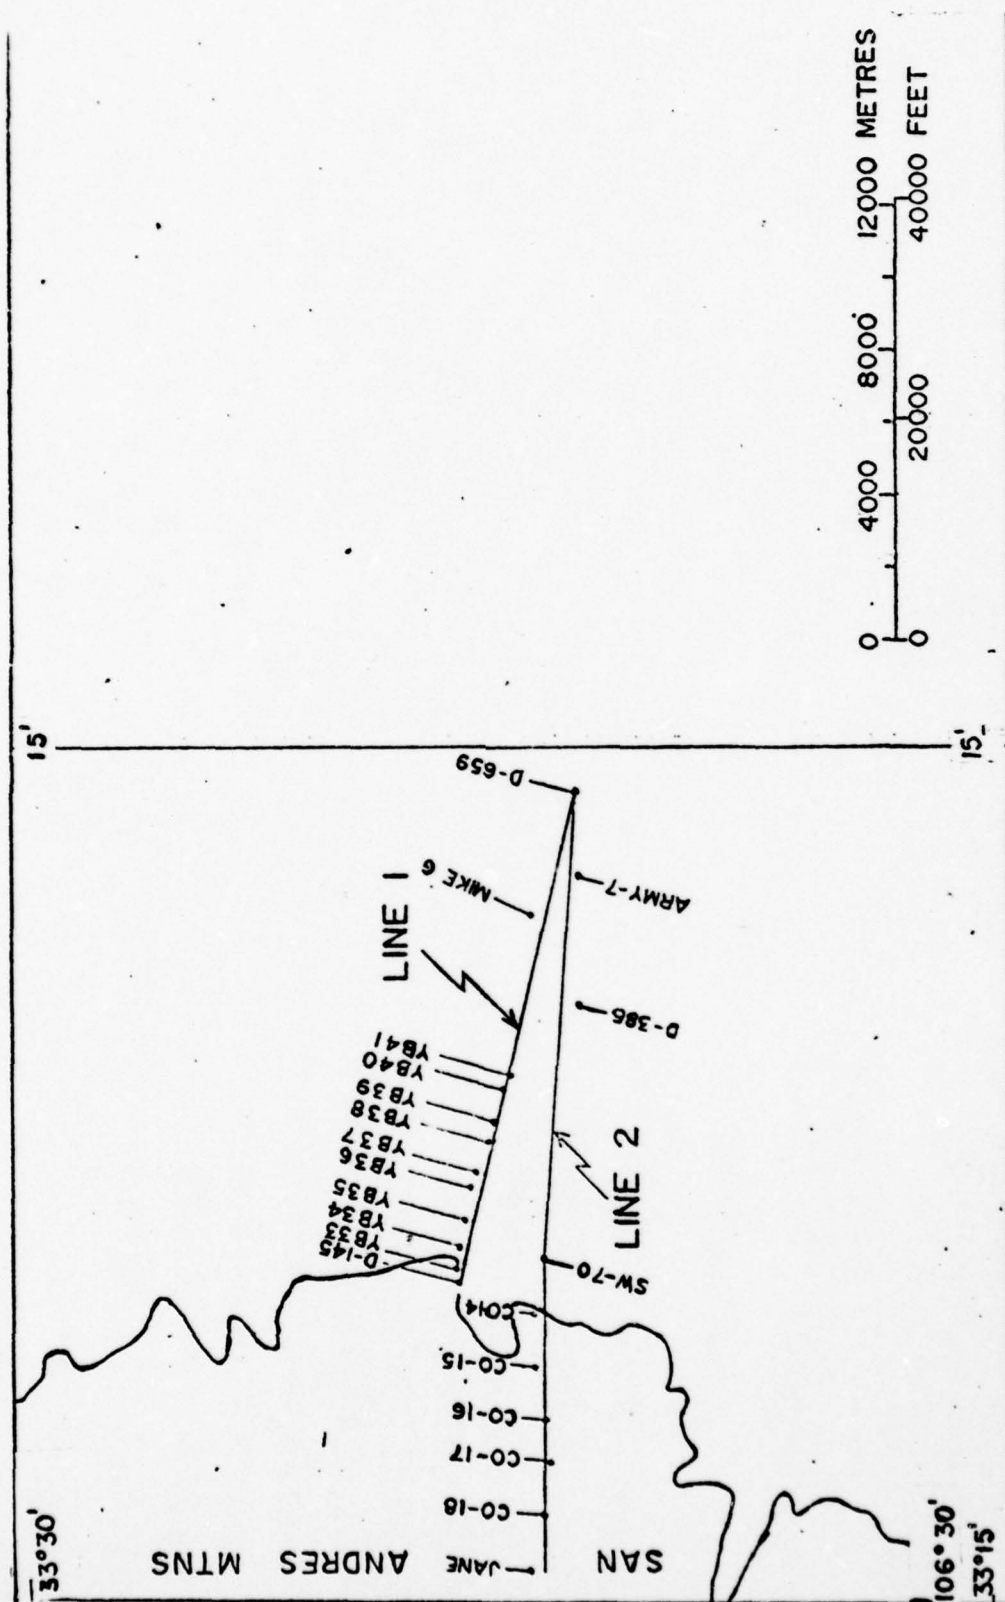 33°30'
15'
SAN ANDRES MTNS
JANE
CO-18
CO-17
CO-16
CO-15
CO14
D-145
YB33
YB34
YB35
YB36
YB37
YB38
YB39
YB40
YB41
LINE 1
MIKE 6
D-659
ARMY-7
D-385
LINE 2
SW-70
0 4000 8000 12000 METRES
0 20000 40000 FEET
106°30'
33°15'
15'